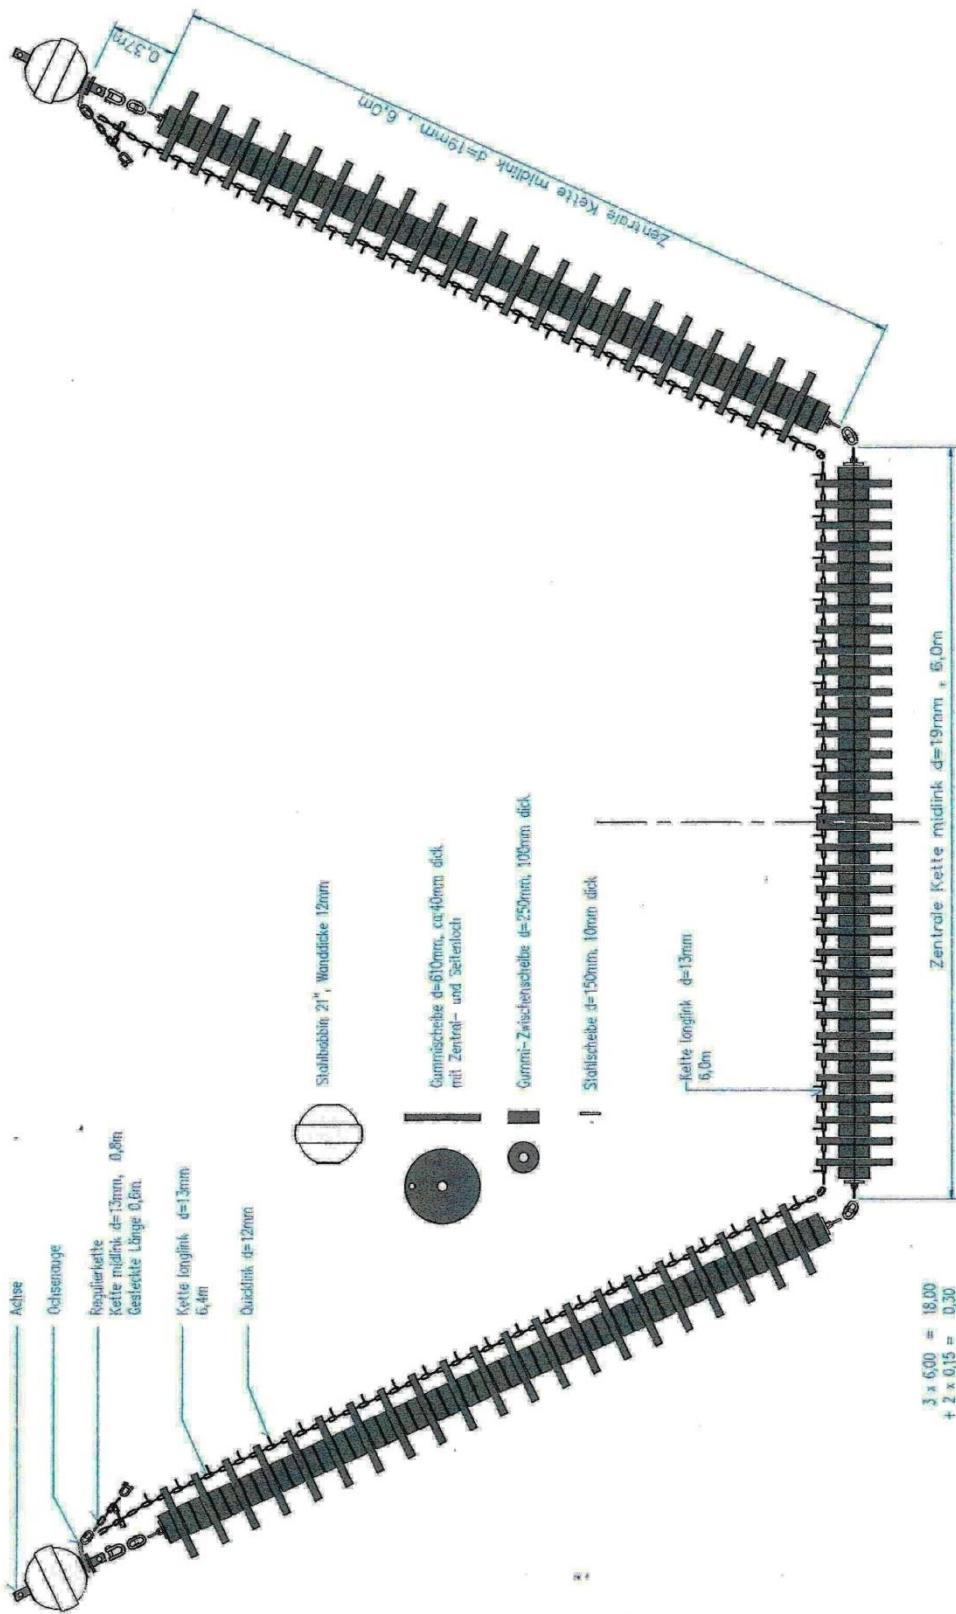 Achse
Ochsenauge
Regulierkette
Kette midlink d=13mm, 0,8m
Gesteckte Länge 0,6m
Kette longlink d=13mm
6,4m
Quicklink d=12mm
Stahlbobbin 21", Wanddicke 12mm
Gummischeibe d=610mm, ca.40mm dick
mit Zentral- und Seitenloch
Gummi-Zwischenscheibe d=250mm, 100mm dick
Stahlscheibe d=150mm, 10mm dick
Kette longlink d=13mm
6,0m
0,37m
Zentrale Kette midlink d=19mm , 6,0m
Zentrale Kette midlink d=19mm , 6,0m
3 x 6,00 = 18,00
+ 2 x 0,15 = 0,30